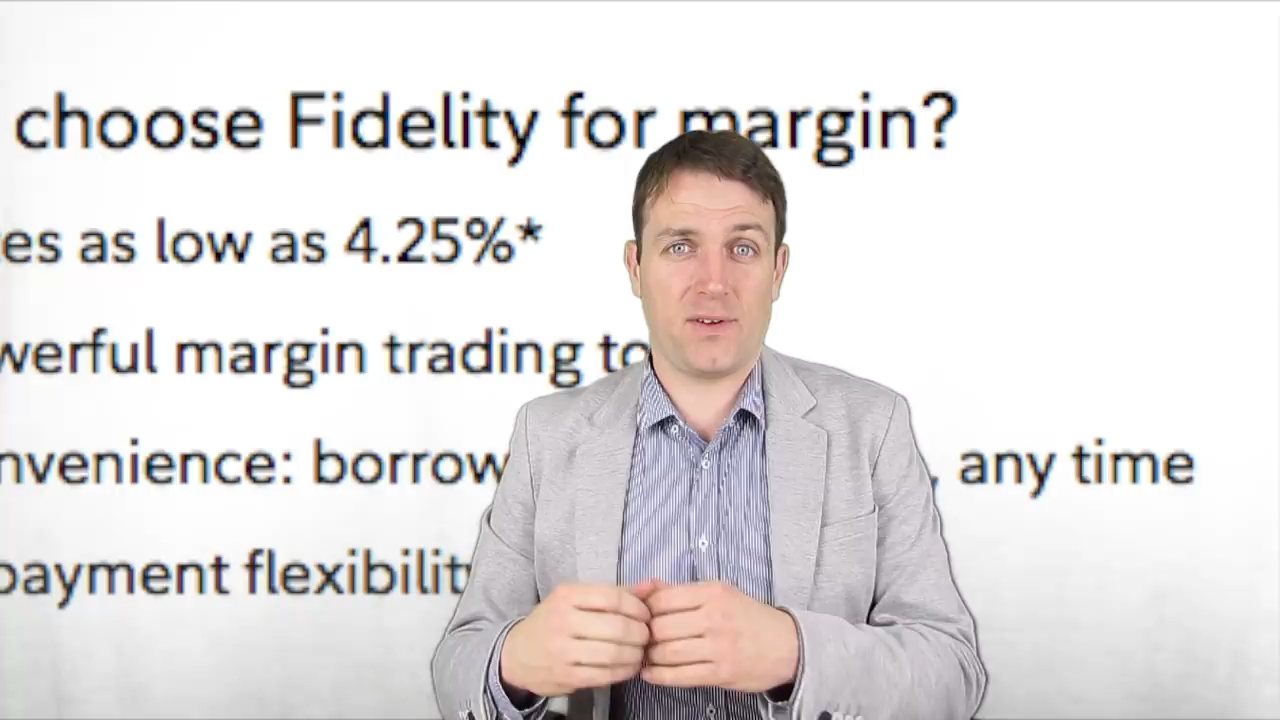 choose Fidelity for margin?
es as low as 4.25%*
werful margin trading to
nvenience: borrow , any time
payment flexibility